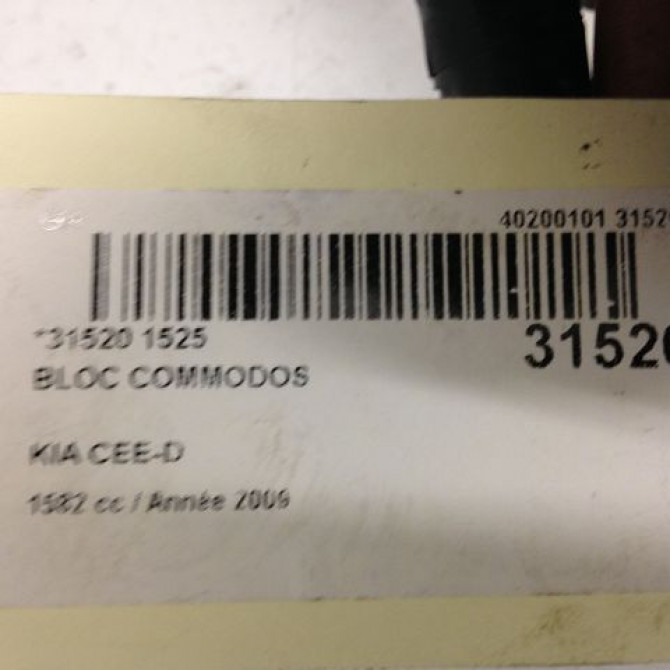 40200101 3152
*31520 1525
31520
BLOC COMMODOS
KIA CEE-D
1582 cc / Année 2009